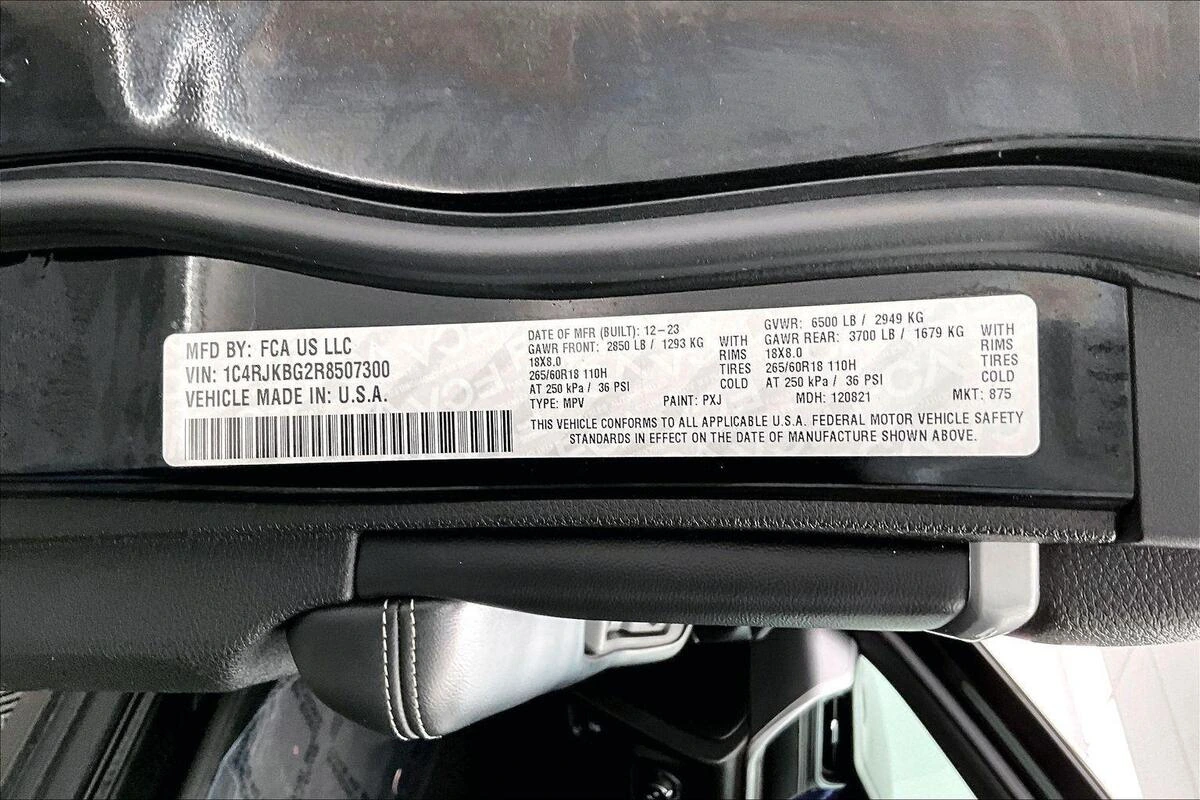 MFD BY: FCA US LLC
VIN: 1C4RJKBG2R8507300
VEHICLE MADE IN: U.S.A.
DATE OF MFR (BUILT): 12-23
GAWR FRONT: 2850 LB / 1293 KG WITH
18X8.0 RIMS
265/60R18 110H TIRES
AT 250 kPa / 36 PSI COLD
GVWR: 6500 LB / 2949 KG
GAWR REAR: 3700 LB / 1679 KG WITH
18X8.0 RIMS
265/60R18 110H TIRES
AT 250 kPa / 36 PSI COLD
TYPE: MPV PAINT: PXJ MDH: 120821 MKT: 875
THIS VEHICLE CONFORMS TO ALL APPLICABLE U.S.A. FEDERAL MOTOR VEHICLE SAFETY
STANDARDS IN EFFECT ON THE DATE OF MANUFACTURE SHOWN ABOVE.